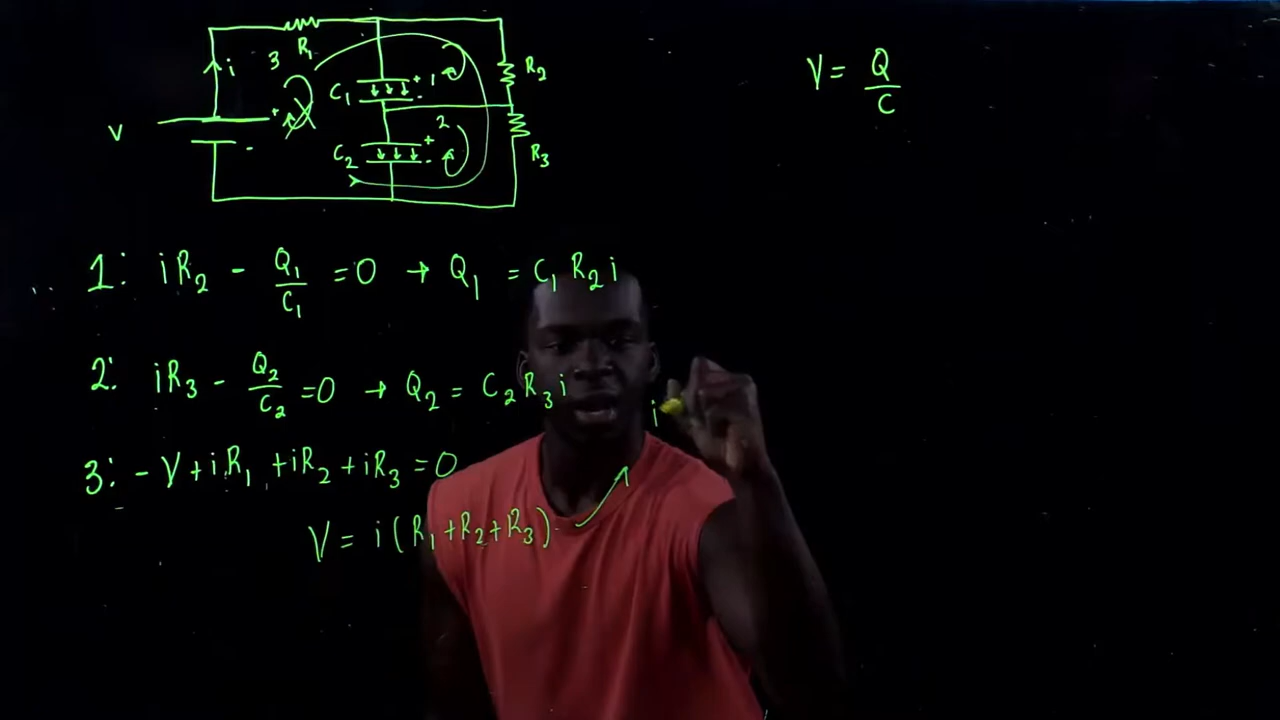 R₁
3
i
V
+
-
C₁
+ 1
-
R₂
C₂
+ 2
-
R₃
V = Q/C
1: iR₂ - Q₁/C₁ = 0 → Q₁ = C₁ R₂ i
2: iR₃ - Q₂/C₂ = 0 → Q₂ = C₂ R₃ i
i
3: - V + iR₁ + iR₂ + iR₃ = 0
V = i (R₁ + R₂ + R₃)